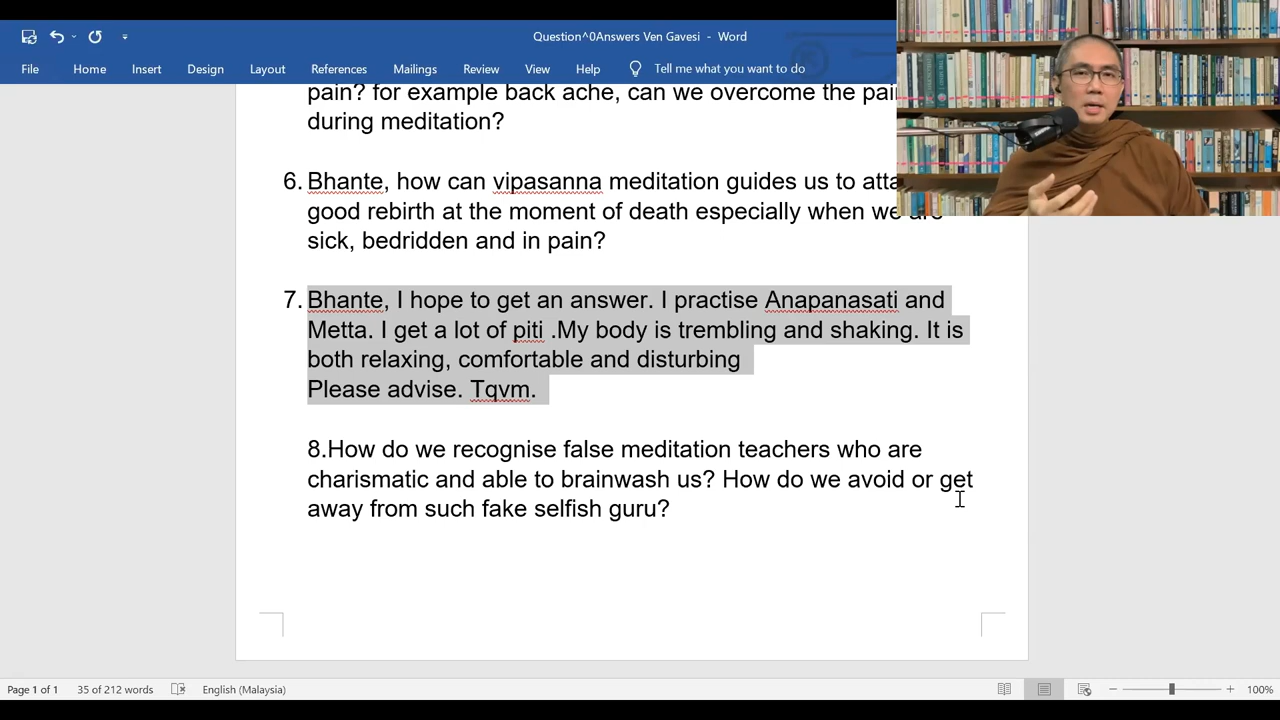 Question^0Answers Ven Gavesi - Word
File Home Insert Design Layout References Mailings Review View Help Tell me what you want to do
pain? for example back ache, can we overcome the
during meditation?
6. Bhante, how can vipasanna meditation guides us to
good rebirth at the moment of death especially when we are
sick, bedridden and in pain?
7. Bhante, I hope to get an answer. I practise Anapanasati and
Metta. I get a lot of piti .My body is trembling and shaking. It is
both relaxing, comfortable and disturbing
Please advise. Tqvm.
8.How do we recognise false meditation teachers who are
charismatic and able to brainwash us? How do we avoid or get
away from such fake selfish guru?
Page 1 of 1 35 of 212 words English (Malaysia) 100%